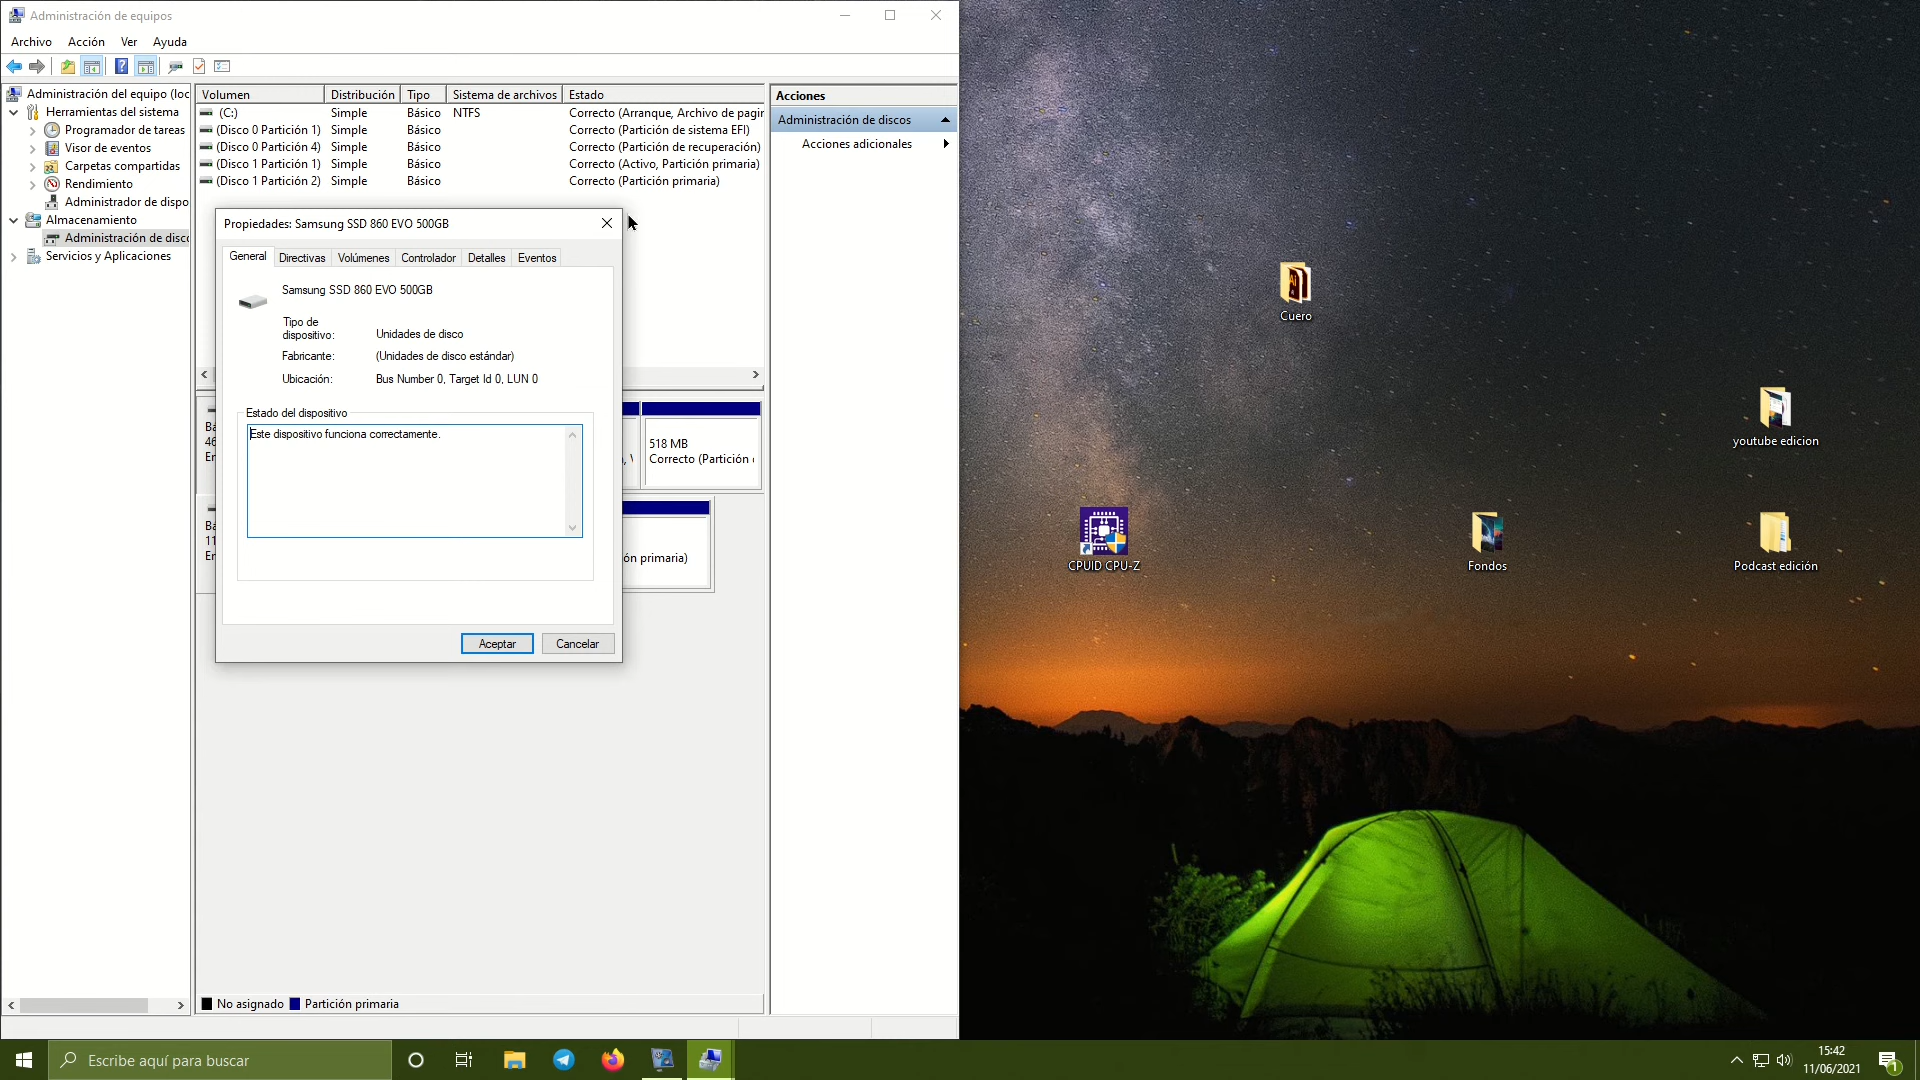 Administración de equipos
Archivo Acción Ver Ayuda
Administración del equipo (loc
Herramientas del sistema
Programador de tareas
Visor de eventos
Carpetas compartidas
Rendimiento
Administrador de dispo
Almacenamiento
Administración de disco
Servicios y Aplicaciones
Volumen Distribución Tipo Sistema de archivos Estado
(C:) Simple Básico NTFS Correcto (Arranque, Archivo de pagin
(Disco 0 Partición 1) Simple Básico Correcto (Partición de sistema EFI)
(Disco 0 Partición 4) Simple Básico Correcto (Partición de recuperación)
(Disco 1 Partición 1) Simple Básico Correcto (Activo, Partición primaria)
(Disco 1 Partición 2) Simple Básico Correcto (Partición primaria)
Acciones
Administración de discos
Acciones adicionales
Propiedades: Samsung SSD 860 EVO 500GB
General Directivas Volúmenes Controlador Detalles Eventos
Samsung SSD 860 EVO 500GB
Tipo de
dispositivo: Unidades de disco
Fabricante: (Unidades de disco estándar)
Ubicación: Bus Number 0, Target Id 0, LUN 0
Estado del dispositivo
Este dispositivo funciona correctamente.
Aceptar Cancelar
Bá
46
En
518 MB
Correcto (Partición
Bá
11
En
ón primaria)
No asignado Partición primaria
Cuero
youtube edicion
CPUID CPU-Z
Fondos
Podcast edición
Escribe aquí para buscar
15:42
11/06/2021
1